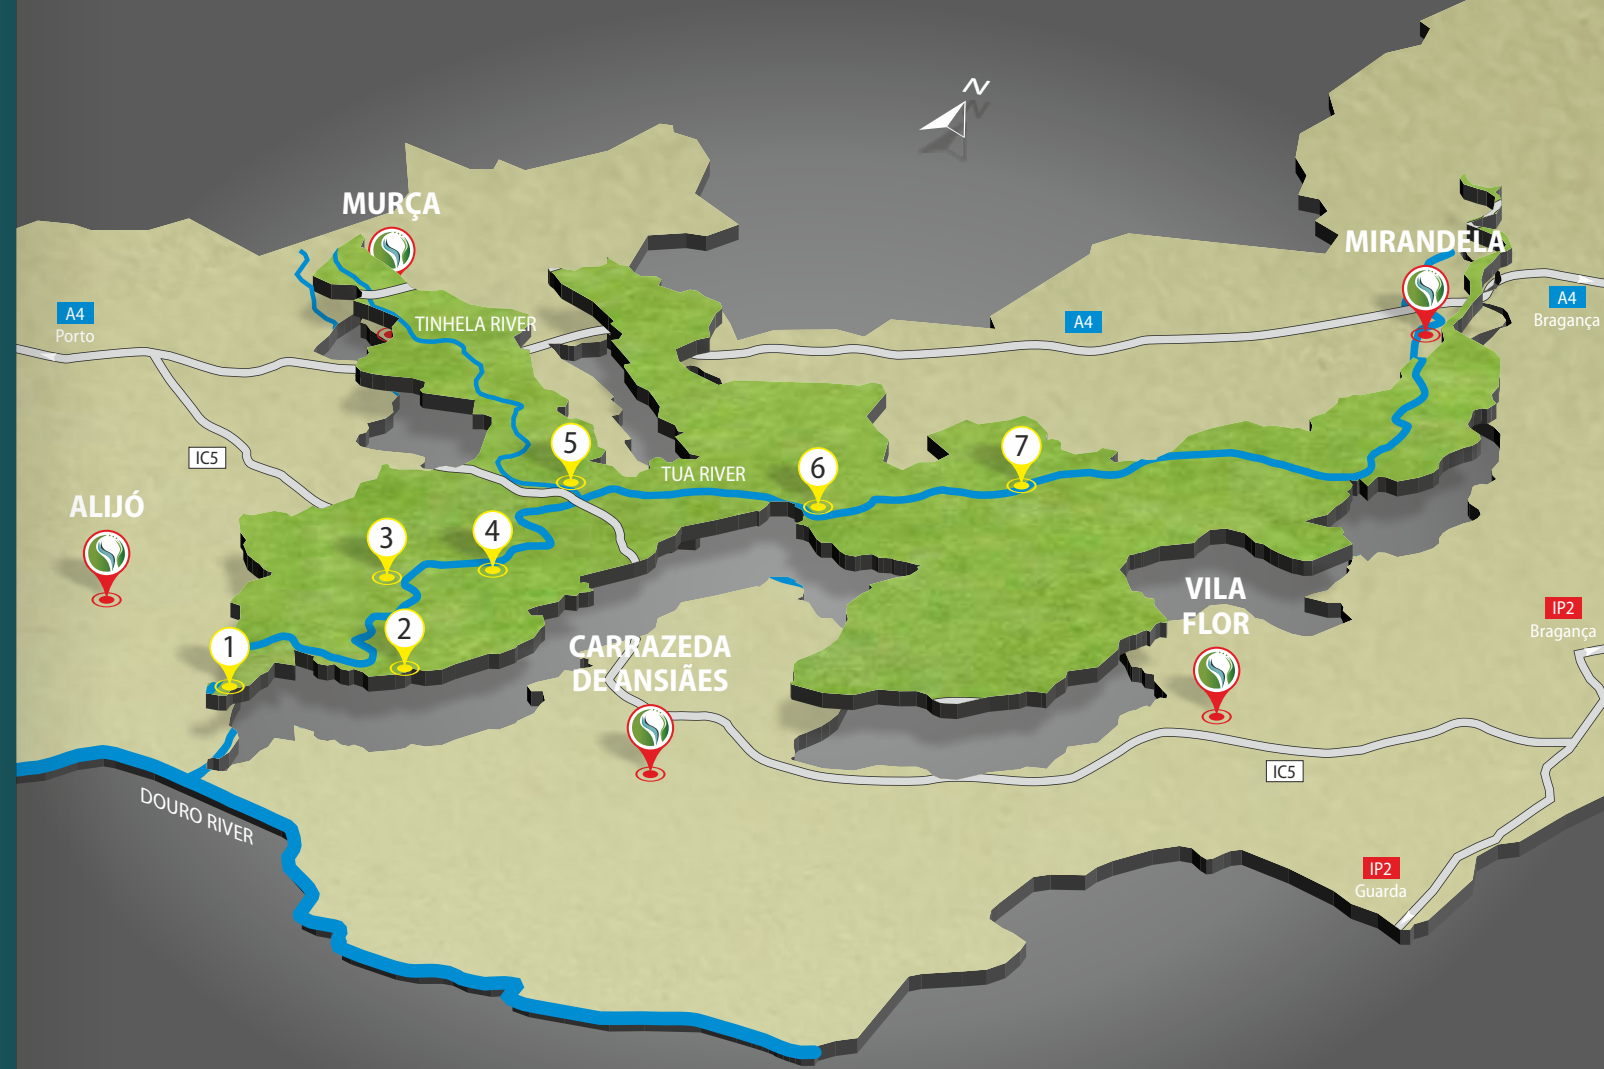 N
MURÇA
MIRANDELA
A4
Porto
TINHELA RIVER
A4
A4
Bragança
IC5
5
7
TUA RIVER
6
ALIJÓ
3
4
VILA
FLOR
IP2
Bragança
1
2
CARRAZEDA
DE ANSIÃES
IC5
DOURO RIVER
IP2
Guarda